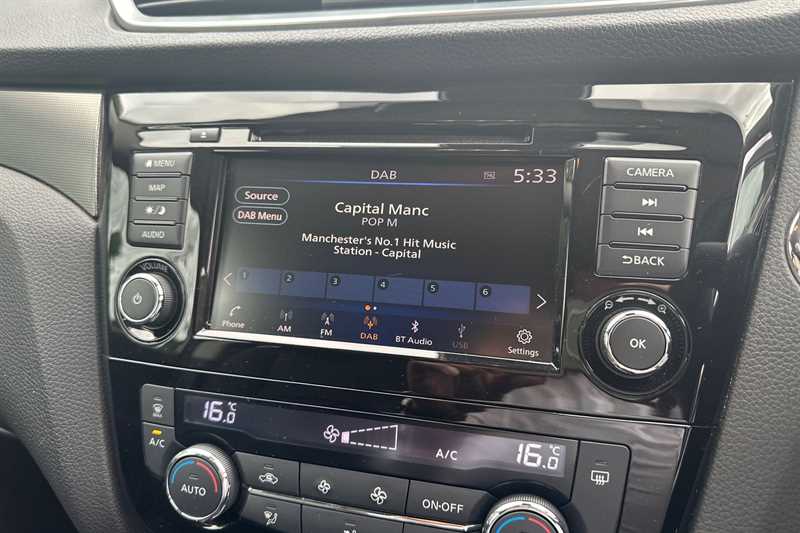 MENU
MAP
AUDIO
VOLUME
DAB
5:33
Source
DAB Menu
Capital Manc
POP M
Manchester's No.1 Hit Music
Station - Capital
1 2 3 4 5 6
Phone
AM
FM
DAB
BT Audio
USB
Settings
CAMERA
BACK
OK
16.0°C
A/C
16.0°C
MAX
A/C
AUTO
ON·OFF